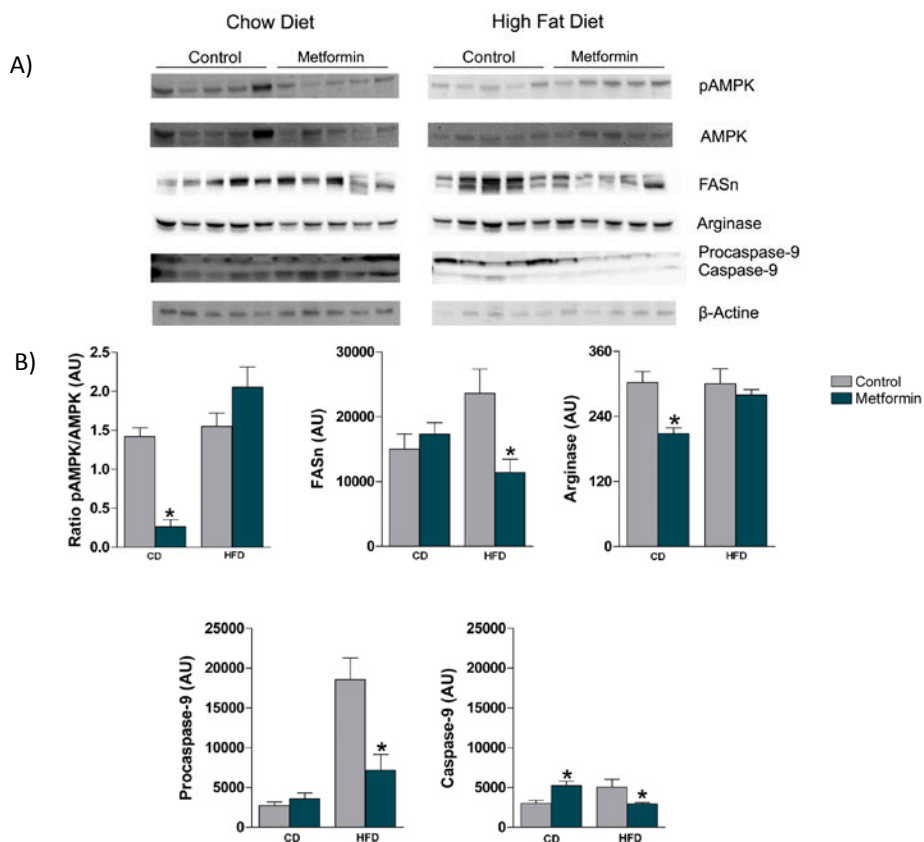 Chow Diet High Fat Diet
A) Control Metformin Control Metformin
pAMPK
AMPK
FASn
Arginase
Procaspase-9
Caspase-9
β-Actine
B)
Ratio pAMPK/AMPK (AU)
2.5
2.0
1.5
1.0
0.5
0.0
CD HFD
FASn (AU)
30000
20000
10000
0
CD HFD
Arginase (AU)
360
240
120
0
CD HFD
Control
Metformin
*
*
*
Procaspase-9 (AU)
25000
20000
15000
10000
5000
0
CD HFD
*
Caspase-9 (AU)
25000
20000
15000
10000
5000
0
CD HFD
* *